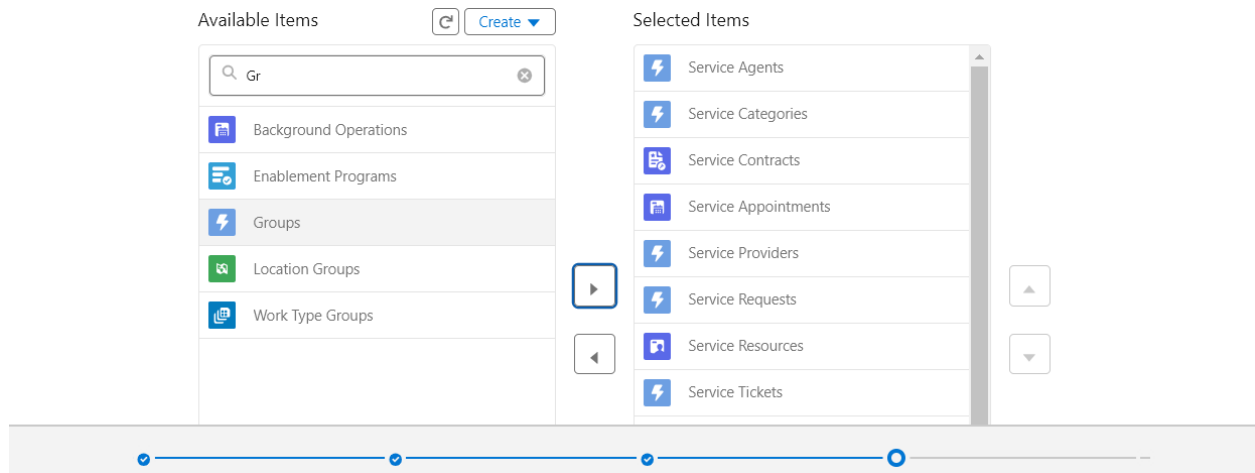 Available Items
Create
Selected Items
Gr
Background Operations
Enablement Programs
Groups
Location Groups
Work Type Groups
Service Agents
Service Categories
Service Contracts
Service Appointments
Service Providers
Service Requests
Service Resources
Service Tickets